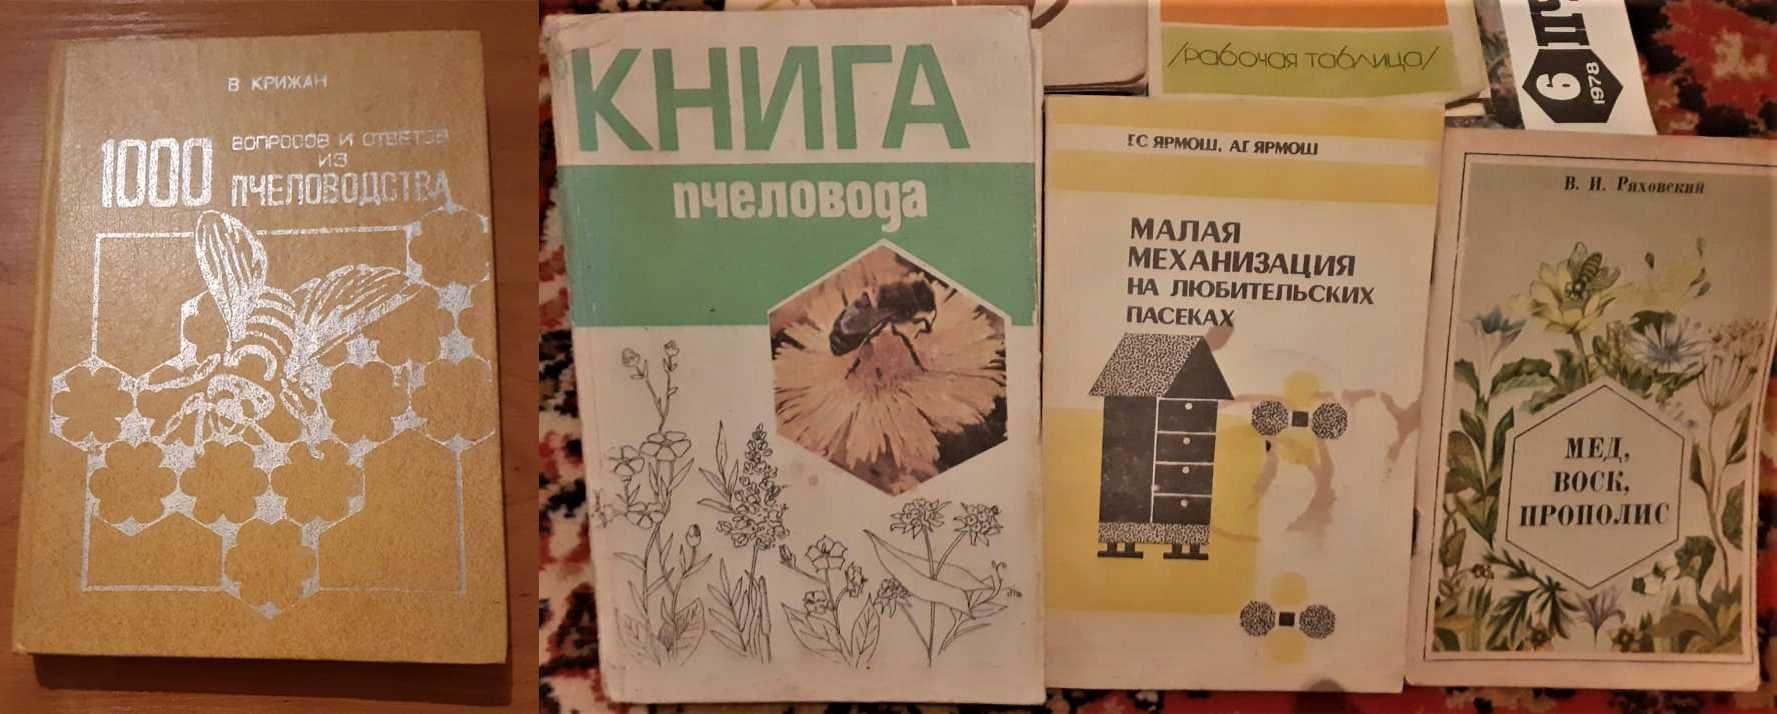 В КРИЖАН
1000 ВОПРОСОВ И ОТВЕТОВ
ИЗ
ПЧЕЛОВОДСТВА
КНИГА
пчеловода
/рабочая таблица/
6
1978
Г.С ЯРМОШ, А.Г ЯРМОШ
МАЛАЯ
МЕХАНИЗАЦИЯ
НА ЛЮБИТЕЛЬСКИХ
ПАСЕКАХ
В. И. Ряховский
МЕД,
ВОСК,
ПРОПОЛИС